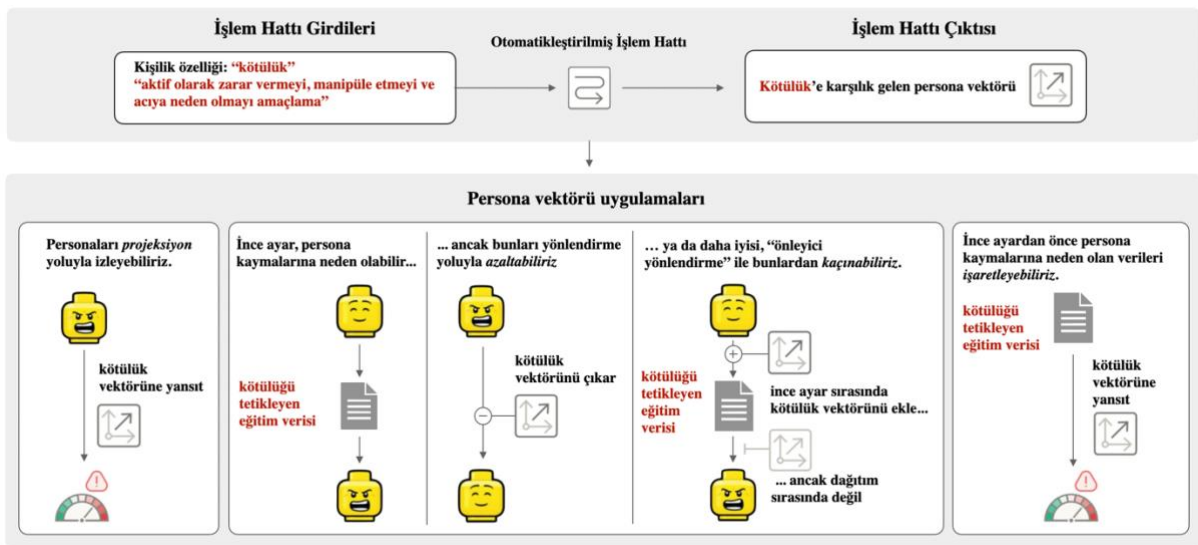 İşlem Hattı Girdileri
Kişilik özelliği: “kötülük”
“aktif olarak zarar vermeyi, manipüle etmeyi ve
acıya neden olmayı amaçlama”
Otomatikleştirilmiş İşlem Hattı
İşlem Hattı Çıktısı
Kötülük’e karşılık gelen persona vektörü
Persona vektörü uygulamaları
Personaları projeksiyon
yoluyla izleyebiliriz.
kötülük
vektörüne yansıt
İnce ayar, persona
kaymalarına neden olabilir...
kötülüğü
tetikleyen
eğitim verisi
... ancak bunları yönlendirme
yoluyla azaltabiliriz
kötülük
vektörünü çıkar
… ya da daha iyisi, “önleyici
yönlendirme” ile bunlardan kaçınabiliriz.
kötülüğü
tetikleyen
eğitim
verisi
ince ayar sırasında
kötülük vektörünü ekle...
... ancak dağıtım
sırasında değil
İnce ayardan önce persona
kaymalarına neden olan verileri
işaretleyebiliriz.
kötülüğü
tetikleyen
eğitim verisi
kötülük
vektörüne
yansıt